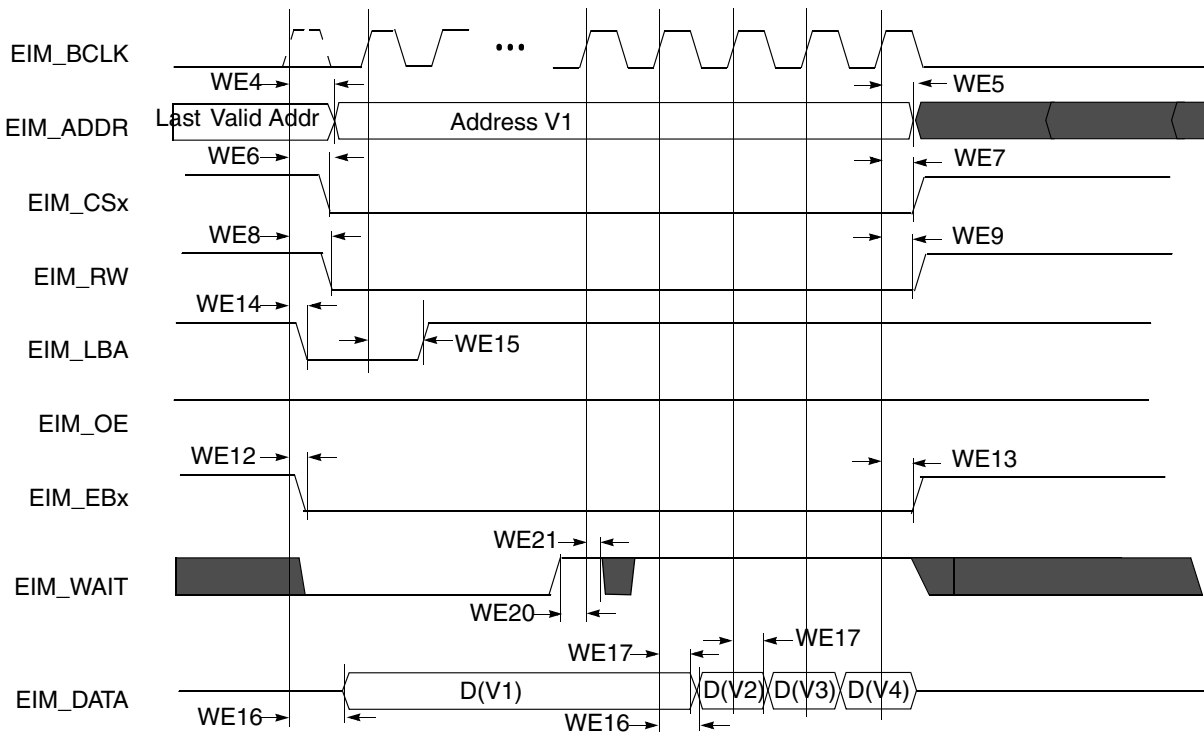 EIM_BCLK
...
WE4
WE5
EIM_ADDR
Last Valid Addr
Address V1
WE6
WE7
EIM_CSx
WE8
WE9
EIM_RW
WE14
EIM_LBA
WE15
EIM_OE
WE12
WE13
EIM_EBx
WE21
EIM_WAIT
WE20
WE17
WE17
EIM_DATA
D(V1)
D(V2)
D(V3)
D(V4)
WE16
WE16